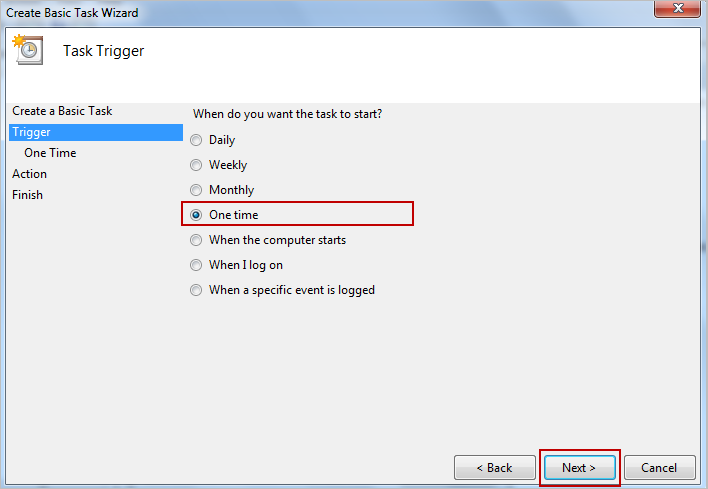 Create Basic Task Wizard
Task Trigger
Create a Basic Task
Trigger
One Time
Action
Finish
When do you want the task to start?
Daily
Weekly
Monthly
One time
When the computer starts
When I log on
When a specific event is logged
< Back
Next >
Cancel